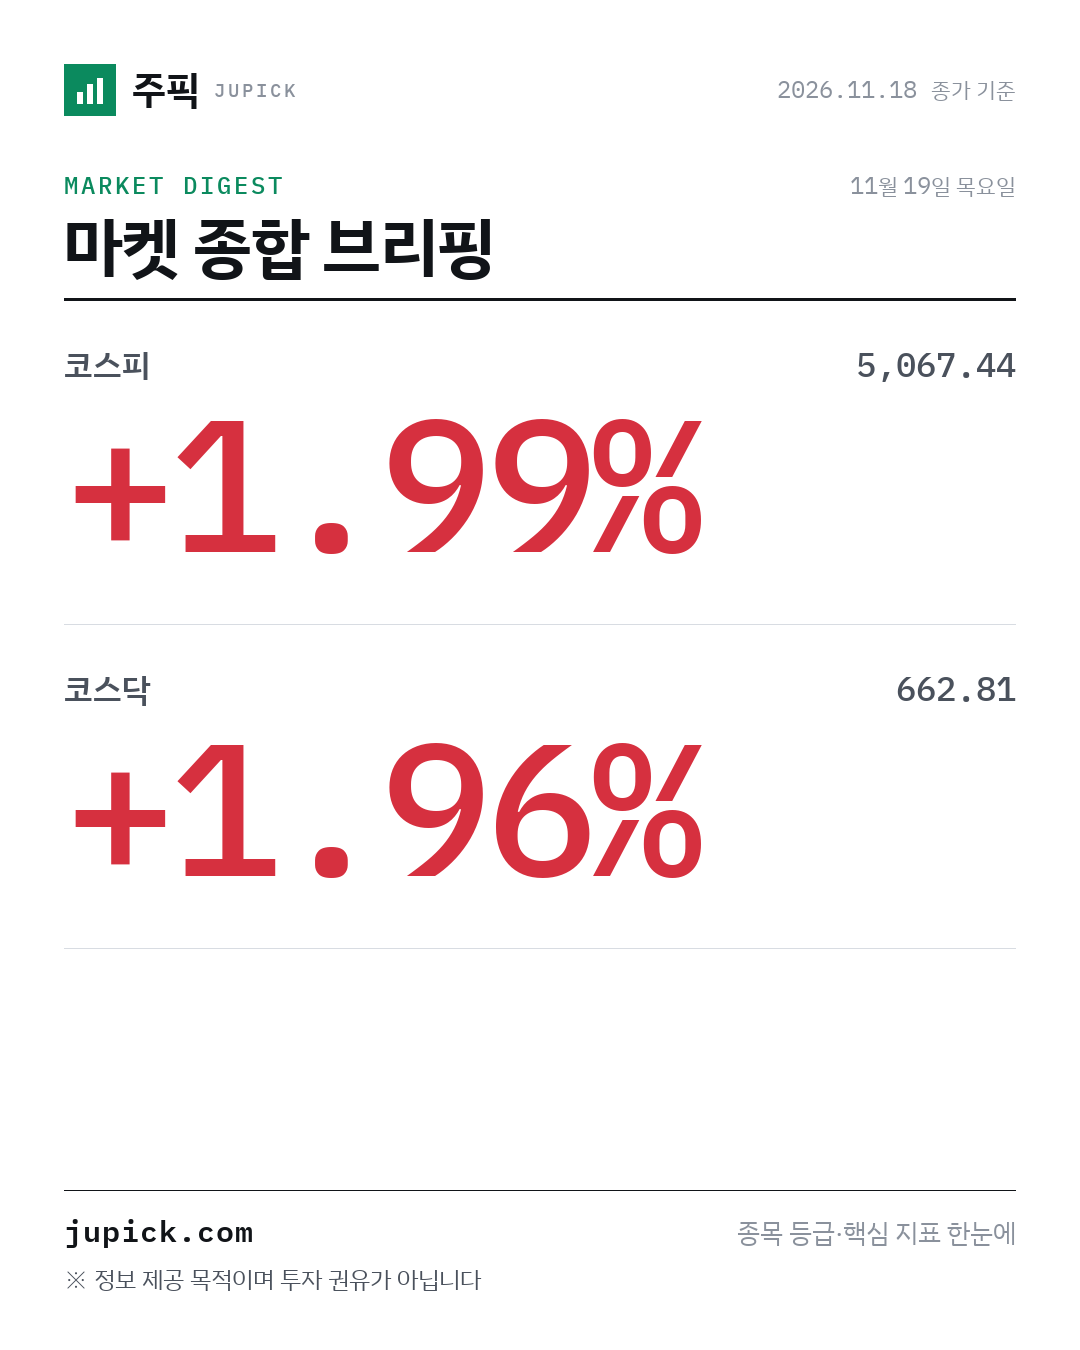 주픽 JUPICK 2026.11.18 종가 기준
MARKET DIGEST 11월 19일 목요일
마켓 종합 브리핑
코스피 5,067.44
+1.99%
코스닥 662.81
+1.96%
jupick.com 종목 등급·핵심 지표 한눈에
※ 정보 제공 목적이며 투자 권유가 아닙니다